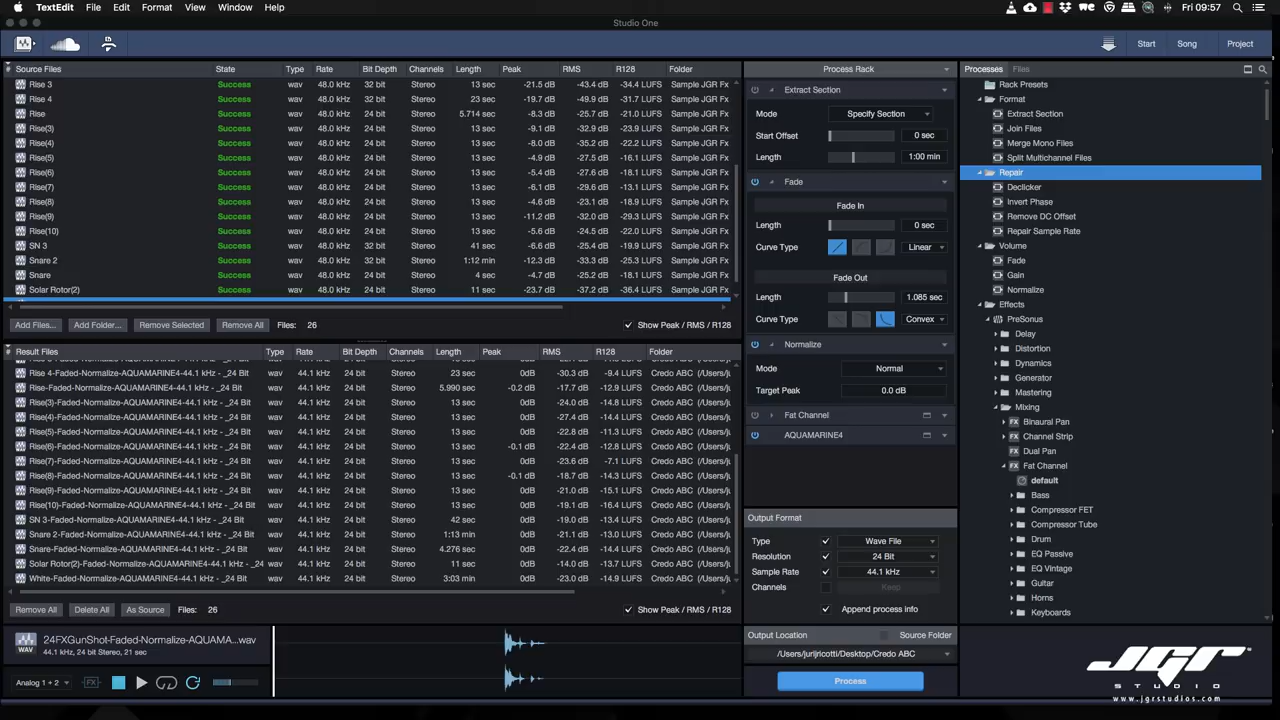 TextEdit File Edit Format View Window Help Fri 09:57
Studio One
Start Song Project
Source Files State Type Rate Bit Depth Channels Length Peak RMS R128 Folder
Rise 3 Success wav 48.0 kHz 32 bit Stereo 13 sec -21.5 dB -43.4 dB -34.4 LUFS Sample JGR Fx
Rise 4 Success wav 48.0 kHz 32 bit Stereo 23 sec -19.7 dB -49.9 dB -31.7 LUFS Sample JGR Fx
Rise Success wav 48.0 kHz 24 bit Stereo 5.714 sec -8.3 dB -25.7 dB -21.0 LUFS Sample JGR Fx
Rise(3) Success wav 48.0 kHz 24 bit Stereo 13 sec -9.1 dB -32.9 dB -23.9 LUFS Sample JGR Fx
Rise(4) Success wav 48.0 kHz 24 bit Stereo 13 sec -8.0 dB -35.2 dB -22.2 LUFS Sample JGR Fx
Rise(5) Success wav 48.0 kHz 24 bit Stereo 13 sec -4.9 dB -27.5 dB -16.1 LUFS Sample JGR Fx
Rise(6) Success wav 48.0 kHz 24 bit Stereo 13 sec -5.4 dB -27.6 dB -18.0 LUFS Sample JGR Fx
Rise(7) Success wav 48.0 kHz 24 bit Stereo 13 sec -6.1 dB -29.6 dB -13.1 LUFS Sample JGR Fx
Rise(8) Success wav 48.0 kHz 24 bit Stereo 13 sec -4.6 dB -23.1 dB -18.9 LUFS Sample JGR Fx
Rise(9) Success wav 48.0 kHz 24 bit Stereo 13 sec -11.2 dB -32.0 dB -26.3 LUFS Sample JGR Fx
Rise(10) Success wav 48.0 kHz 24 bit Stereo 13 sec -5.6 dB -24.5 dB -21.9 LUFS Sample JGR Fx
SN 3 Success wav 48.0 kHz 32 bit Stereo 41 sec -6.6 dB -25.4 dB -19.9 LUFS Sample JGR Fx
Snare 2 Success wav 48.0 kHz 24 bit Stereo 1:12 min -12.3 dB -33.3 dB -25.3 LUFS Sample JGR Fx
Snare Success wav 48.0 kHz 24 bit Stereo 4 sec -4.7 dB -25.2 dB -18.1 LUFS Sample JGR Fx
Solar Rotor(2) Success wav 48.0 kHz 24 bit Stereo 11 sec -23.7 dB -37.2 dB -36.4 LUFS Sample JGR Fx
Add Files... Add Folder... Remove Selected Remove All Files: 26 Show Peak / RMS / R128
Result Files Type Rate Bit Depth Channels Length Peak RMS R128 Folder
Rise 4-Faded-Normalize-AQUAMARINE4-44.1 kHz - _24 Bit wav 44.1 kHz 24 bit Stereo 23 sec 0dB -30.3 dB -9.4 LUFS Credo ABC (/Users/ju
Rise-Faded-Normalize-AQUAMARINE4-44.1 kHz - _24 Bit wav 44.1 kHz 24 bit Stereo 5.990 sec -0.2 dB -17.7 dB -12.9 LUFS Credo ABC (/Users/ju
Rise(3)-Faded-Normalize-AQUAMARINE4-44.1 kHz - _24 Bit wav 44.1 kHz 24 bit Stereo 13 sec 0dB -24.0 dB -14.8 LUFS Credo ABC (/Users/ju
Rise(4)-Faded-Normalize-AQUAMARINE4-44.1 kHz - _24 Bit wav 44.1 kHz 24 bit Stereo 13 sec 0dB -27.4 dB -14.4 LUFS Credo ABC (/Users/ju
Rise(5)-Faded-Normalize-AQUAMARINE4-44.1 kHz - _24 Bit wav 44.1 kHz 24 bit Stereo 13 sec 0dB -22.8 dB -11.3 LUFS Credo ABC (/Users/ju
Rise(6)-Faded-Normalize-AQUAMARINE4-44.1 kHz - _24 Bit wav 44.1 kHz 24 bit Stereo 13 sec -0.1 dB -22.4 dB -12.8 LUFS Credo ABC (/Users/ju
Rise(7)-Faded-Normalize-AQUAMARINE4-44.1 kHz - _24 Bit wav 44.1 kHz 24 bit Stereo 13 sec 0dB -23.6 dB -7.1 LUFS Credo ABC (/Users/ju
Rise(8)-Faded-Normalize-AQUAMARINE4-44.1 kHz - _24 Bit wav 44.1 kHz 24 bit Stereo 13 sec -0.1 dB -18.7 dB -14.3 LUFS Credo ABC (/Users/ju
Rise(9)-Faded-Normalize-AQUAMARINE4-44.1 kHz - _24 Bit wav 44.1 kHz 24 bit Stereo 13 sec 0dB -21.0 dB -15.1 LUFS Credo ABC (/Users/ju
Rise(10)-Faded-Normalize-AQUAMARINE4-44.1 kHz - _24 Bit wav 44.1 kHz 24 bit Stereo 13 sec 0dB -19.1 dB -16.4 LUFS Credo ABC (/Users/ju
SN 3-Faded-Normalize-AQUAMARINE4-44.1 kHz - _24 Bit wav 44.1 kHz 24 bit Stereo 42 sec 0dB -19.0 dB -13.4 LUFS Credo ABC (/Users/ju
Snare 2-Faded-Normalize-AQUAMARINE4-44.1 kHz - _24 Bit wav 44.1 kHz 24 bit Stereo 1:13 min 0dB -21.1 dB -13.0 LUFS Credo ABC (/Users/ju
Snare-Faded-Normalize-AQUAMARINE4-44.1 kHz - _24 Bit wav 44.1 kHz 24 bit Stereo 4.276 sec 0dB -22.4 dB -14.4 LUFS Credo ABC (/Users/ju
Solar Rotor(2)-Faded-Normalize-AQUAMARINE4-44.1 kHz - _24 Bit wav 44.1 kHz 24 bit Stereo 11 sec 0dB -14.0 dB -13.7 LUFS Credo ABC (/Users/ju
White-Faded-Normalize-AQUAMARINE4-44.1 kHz - _24 Bit wav 44.1 kHz 24 bit Stereo 3:03 min 0dB -23.0 dB -14.9 LUFS Credo ABC (/Users/ju
Remove All Delete All As Source Files: 26 Show Peak / RMS / R128
WAV 24FXGunShot-Faded-Normalize-AQUAMA...wav
44.1 kHz, 24 bit Stereo, 21 sec
Analog 1 + 2 FX
Process Rack
Extract Section
Mode Specify Section
Start Offset 0 sec
Length 1:00 min
Fade
Fade In
Length 0 sec
Curve Type Linear
Fade Out
Length 1.085 sec
Curve Type Convex
Normalize
Mode Normal
Target Peak 0.0 dB
Fat Channel
AQUAMARINE4
Output Format
Type Wave File
Resolution 24 Bit
Sample Rate 44.1 kHz
Channels Keep
Append process info
Output Location Source Folder
/Users/jurijricotti/Desktop/Credo ABC
Process
Processes Files
Rack Presets
Format
Extract Section
Join Files
Merge Mono Files
Split Multichannel Files
Repair
Declicker
Invert Phase
Remove DC Offset
Repair Sample Rate
Volume
Fade
Gain
Normalize
Effects
PreSonus
Delay
Distortion
Dynamics
Generator
Mastering
Mixing
FX Binaural Pan
FX Channel Strip
FX Dual Pan
FX Fat Channel
default
Bass
Compressor FET
Compressor Tube
Drum
EQ Passive
EQ Vintage
Guitar
Horns
Keyboards
JGR
STUDIO
www.jgrstudios.com